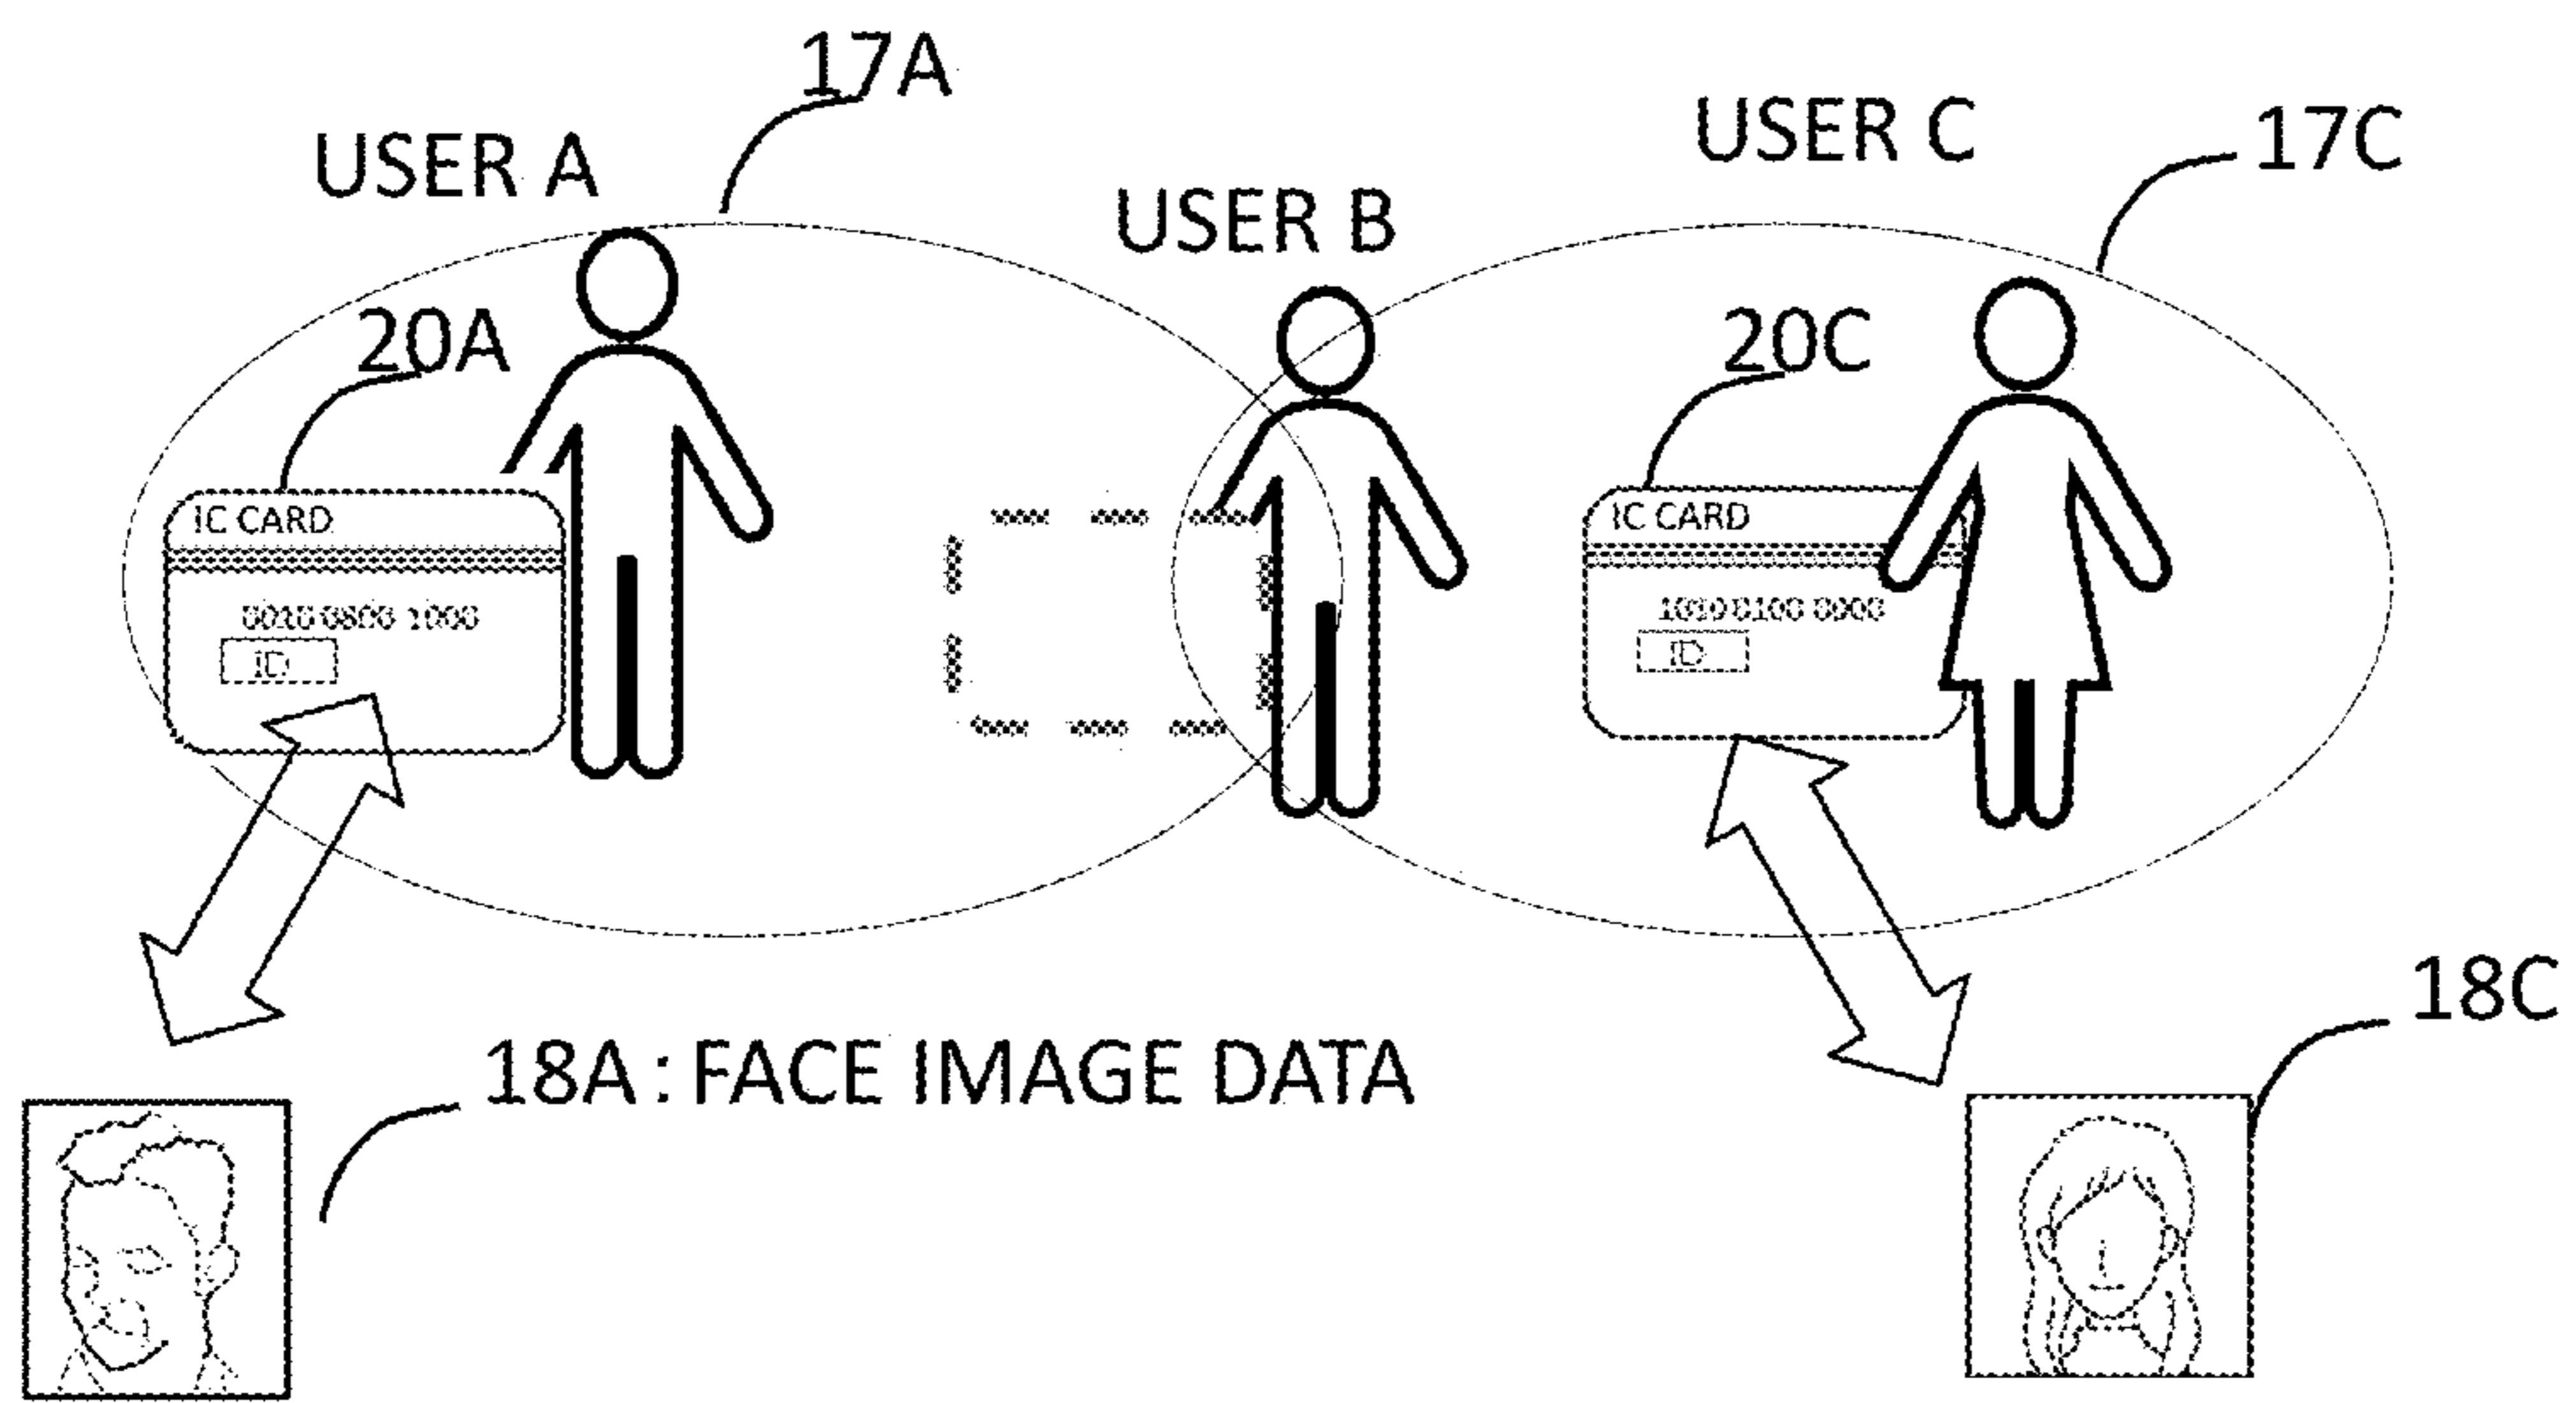 17A
USER A
USER C
17C
USER B
20A
20C
IC CARD
IC CARD
ID
ID
18C
18A : FACE IMAGE DATA